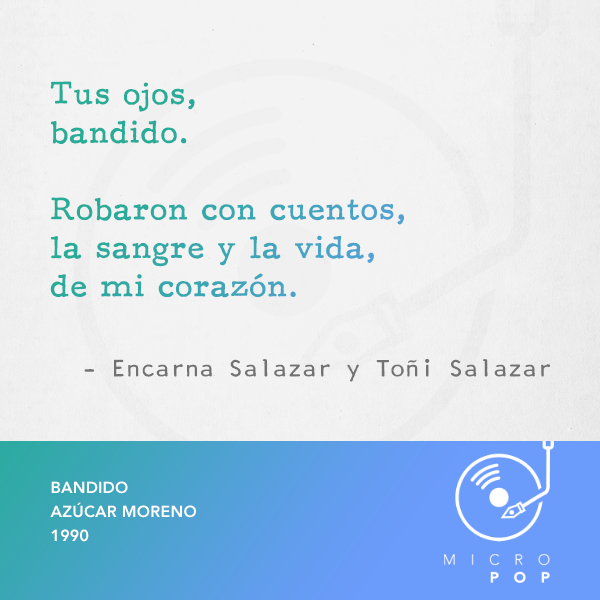 Tus ojos,
bandido.
Robaron con cuentos,
la sangre y la vida,
de mi corazón.
– Encarna Salazar y Toñi Salazar
BANDIDO
AZÚCAR MORENO
1990
MICRO
POP